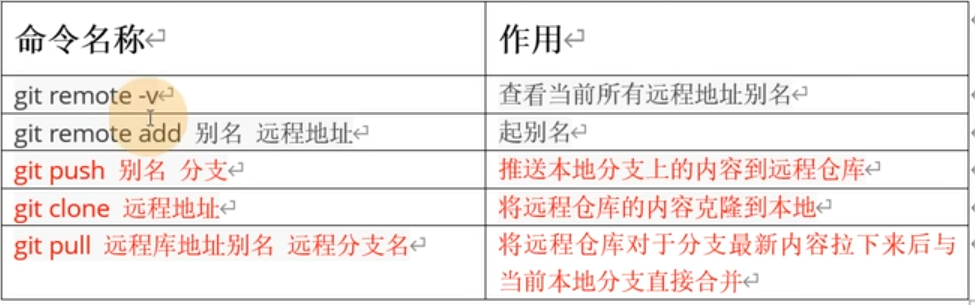 命令名称 作用
git remote -v 查看当前所有远程地址别名
git remote add 别名 远程地址 起别名
git push 别名 分支 推送本地分支上的内容到远程仓库
git clone 远程地址 将远程仓库的内容克隆到本地
git pull 远程库地址别名 远程分支名 将远程仓库对于分支最新内容拉下来后与
当前本地分支直接合并